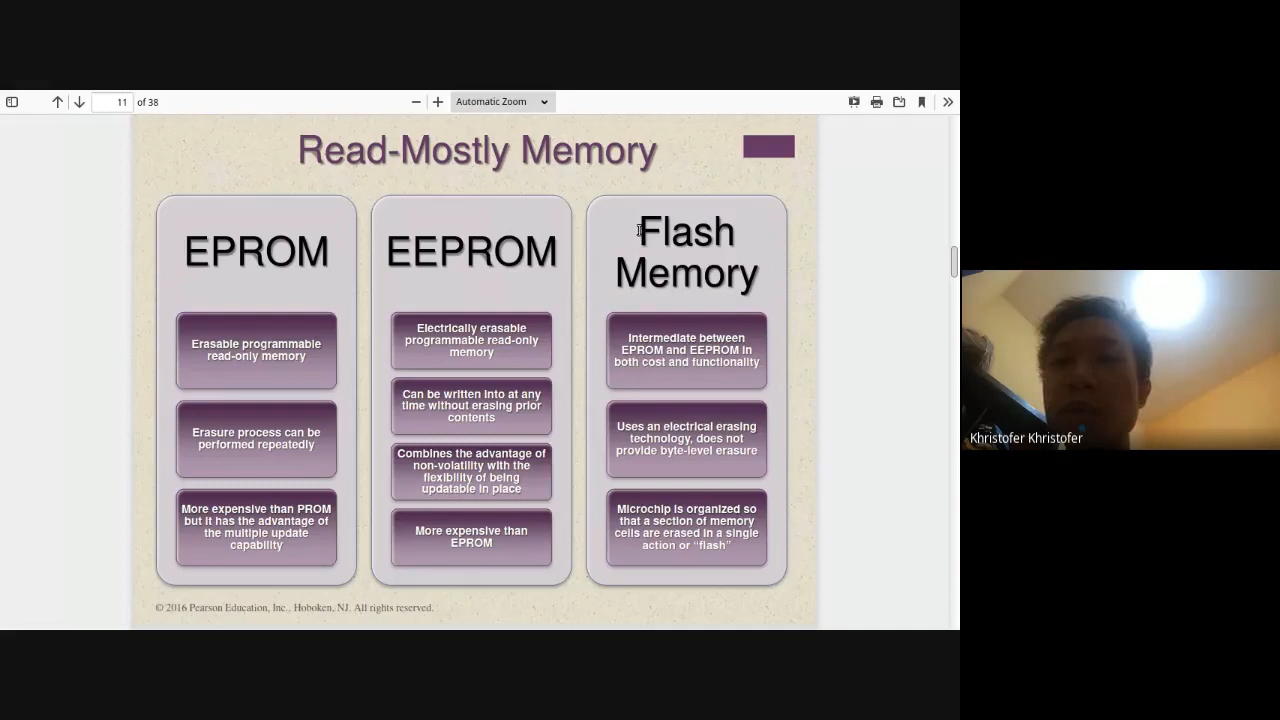 11 of 38
Automatic Zoom
Read-Mostly Memory
EPROM
Erasable programmable
read-only memory
Erasure process can be
performed repeatedly
More expensive than PROM
but it has the advantage of
the multiple update
capability
EEPROM
Electrically erasable
programmable read-only
memory
Can be written into at any
time without erasing prior
contents
Combines the advantage of
non-volatility with the
flexibility of being
updatable in place
More expensive than
EPROM
Flash
Memory
Intermediate between
EPROM and EEPROM in
both cost and functionality
Uses an electrical erasing
technology, does not
provide byte-level erasure
Microchip is organized so
that a section of memory
cells are erased in a single
action or “flash”
© 2016 Pearson Education, Inc., Hoboken, NJ. All rights reserved.
Khristofer Khristofer